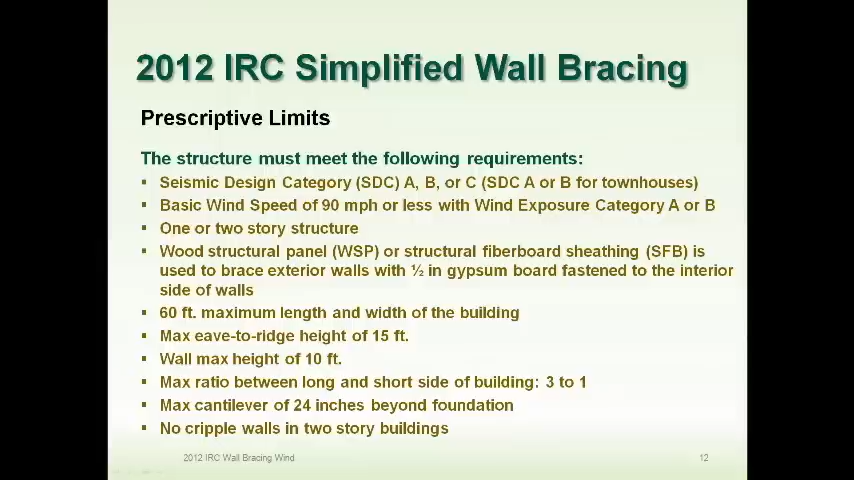 2012 IRC Simplified Wall Bracing
Prescriptive Limits
The structure must meet the following requirements:
▪ Seismic Design Category (SDC) A, B, or C (SDC A or B for townhouses)
▪ Basic Wind Speed of 90 mph or less with Wind Exposure Category A or B
▪ One or two story structure
▪ Wood structural panel (WSP) or structural fiberboard sheathing (SFB) is
used to brace exterior walls with ½ in gypsum board fastened to the interior
side of walls
▪ 60 ft. maximum length and width of the building
▪ Max eave-to-ridge height of 15 ft.
▪ Wall max height of 10 ft.
▪ Max ratio between long and short side of building: 3 to 1
▪ Max cantilever of 24 inches beyond foundation
▪ No cripple walls in two story buildings
2012 IRC Wall Bracing Wind
12